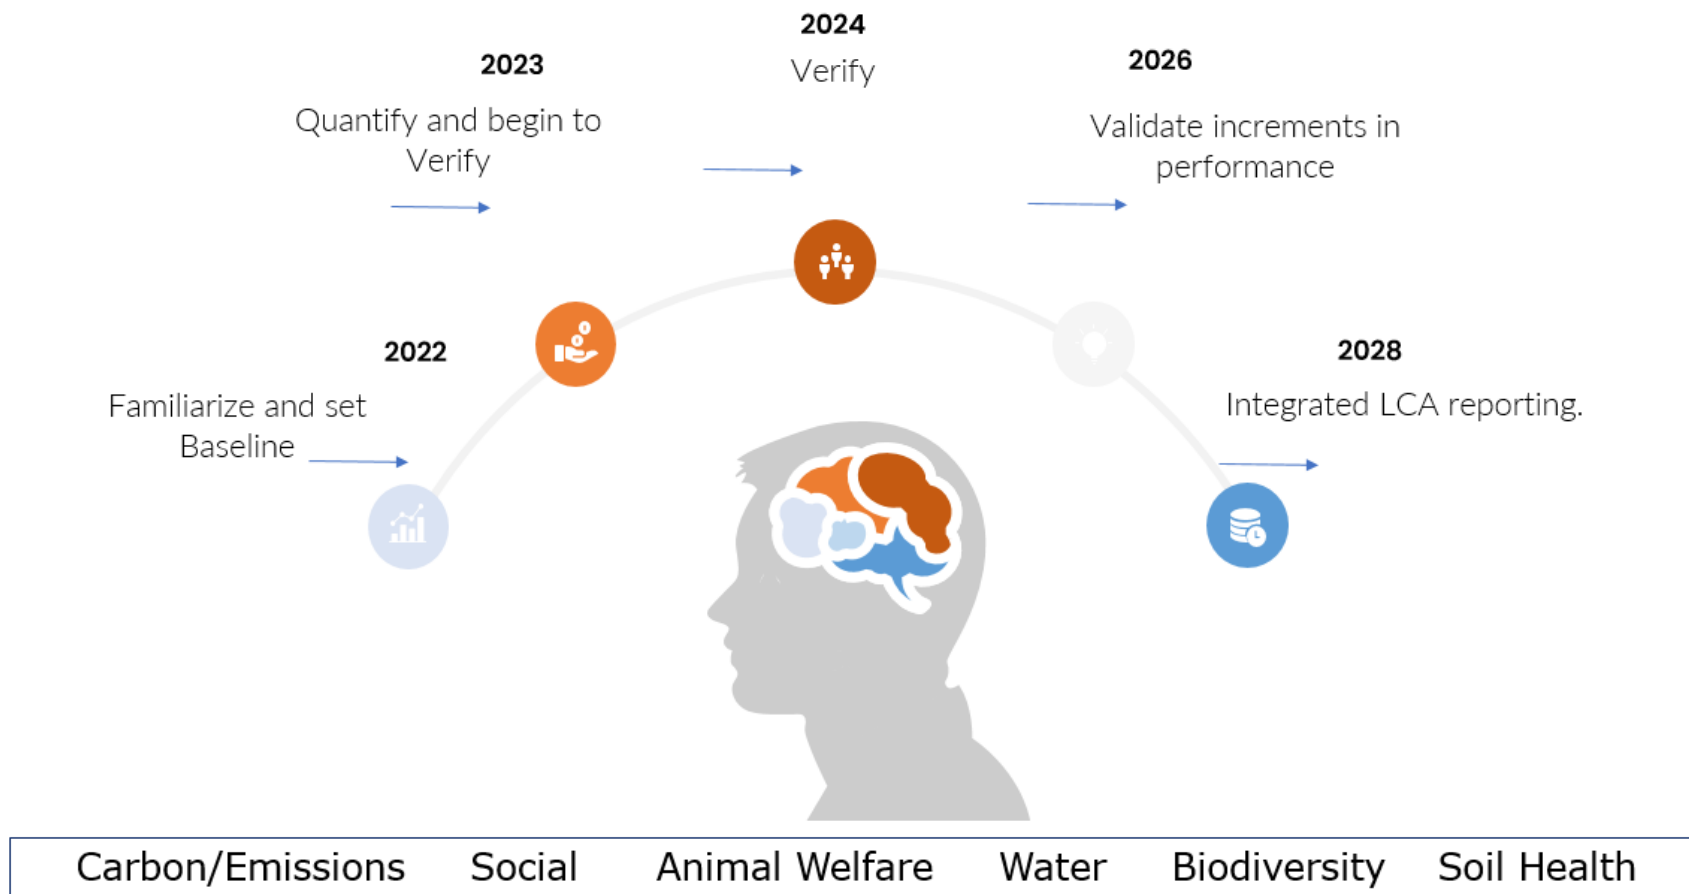 2022
Familiarize and set
Baseline
2023
Quantify and begin to
Verify
2024
Verify
2026
Validate increments in
performance
2028
Integrated LCA reporting.
Carbon/Emissions Social Animal Welfare Water Biodiversity Soil Health